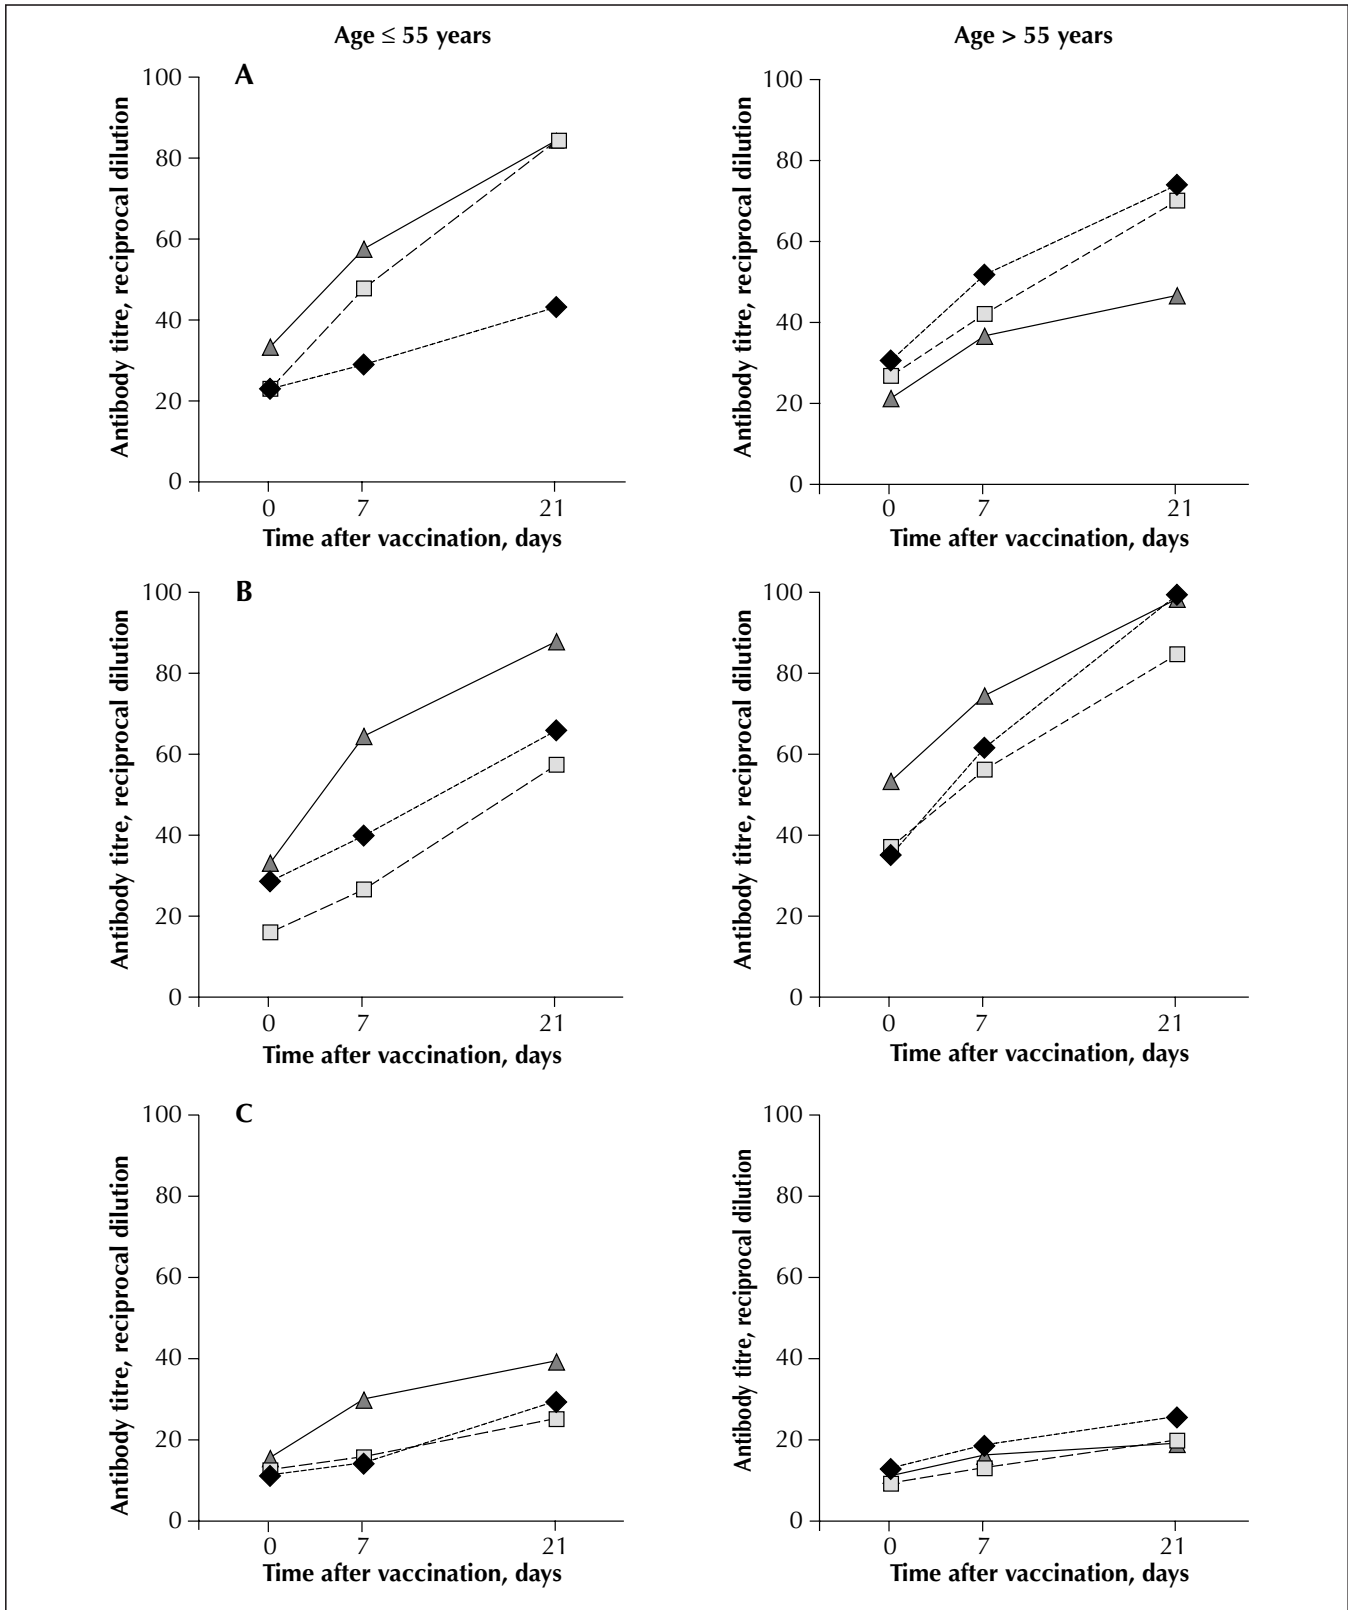 Age ≤ 55 years
Age > 55 years
A
Antibody titre, reciprocal dilution
100
80
60
40
20
0
0 7 21
Time after vaccination, days
Antibody titre, reciprocal dilution
100
80
60
40
20
0
0 7 21
Time after vaccination, days
B
Antibody titre, reciprocal dilution
100
80
60
40
20
0
0 7 21
Time after vaccination, days
Antibody titre, reciprocal dilution
100
80
60
40
20
0
0 7 21
Time after vaccination, days
C
Antibody titre, reciprocal dilution
100
80
60
40
20
0
0 7 21
Time after vaccination, days
Antibody titre, reciprocal dilution
100
80
60
40
20
0
0 7 21
Time after vaccination, days